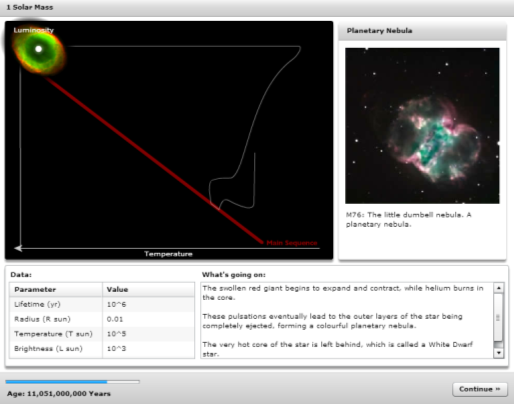 1 Solar Mass
Luminosity
Main Sequence
Temperature
Planetary Nebula
M76: The little dumbell nebula. A
planetary nebula.
Data:
Parameter Value
Lifetime (yr) 10^6
Radius (R sun) 0.01
Temperature (T sun) 10^5
Brightness (L sun) 10^3
What's going on:
The swollen red giant begins to expand and contract, while helium burns in
the core.
These pulsations eventually lead to the outer layers of the star being
completely ejected, forming a colourful planetary nebula.
The very hot core of the star is left behind, which is called a White Dwarf
star.
Age: 11,051,000,000 Years
Continue »